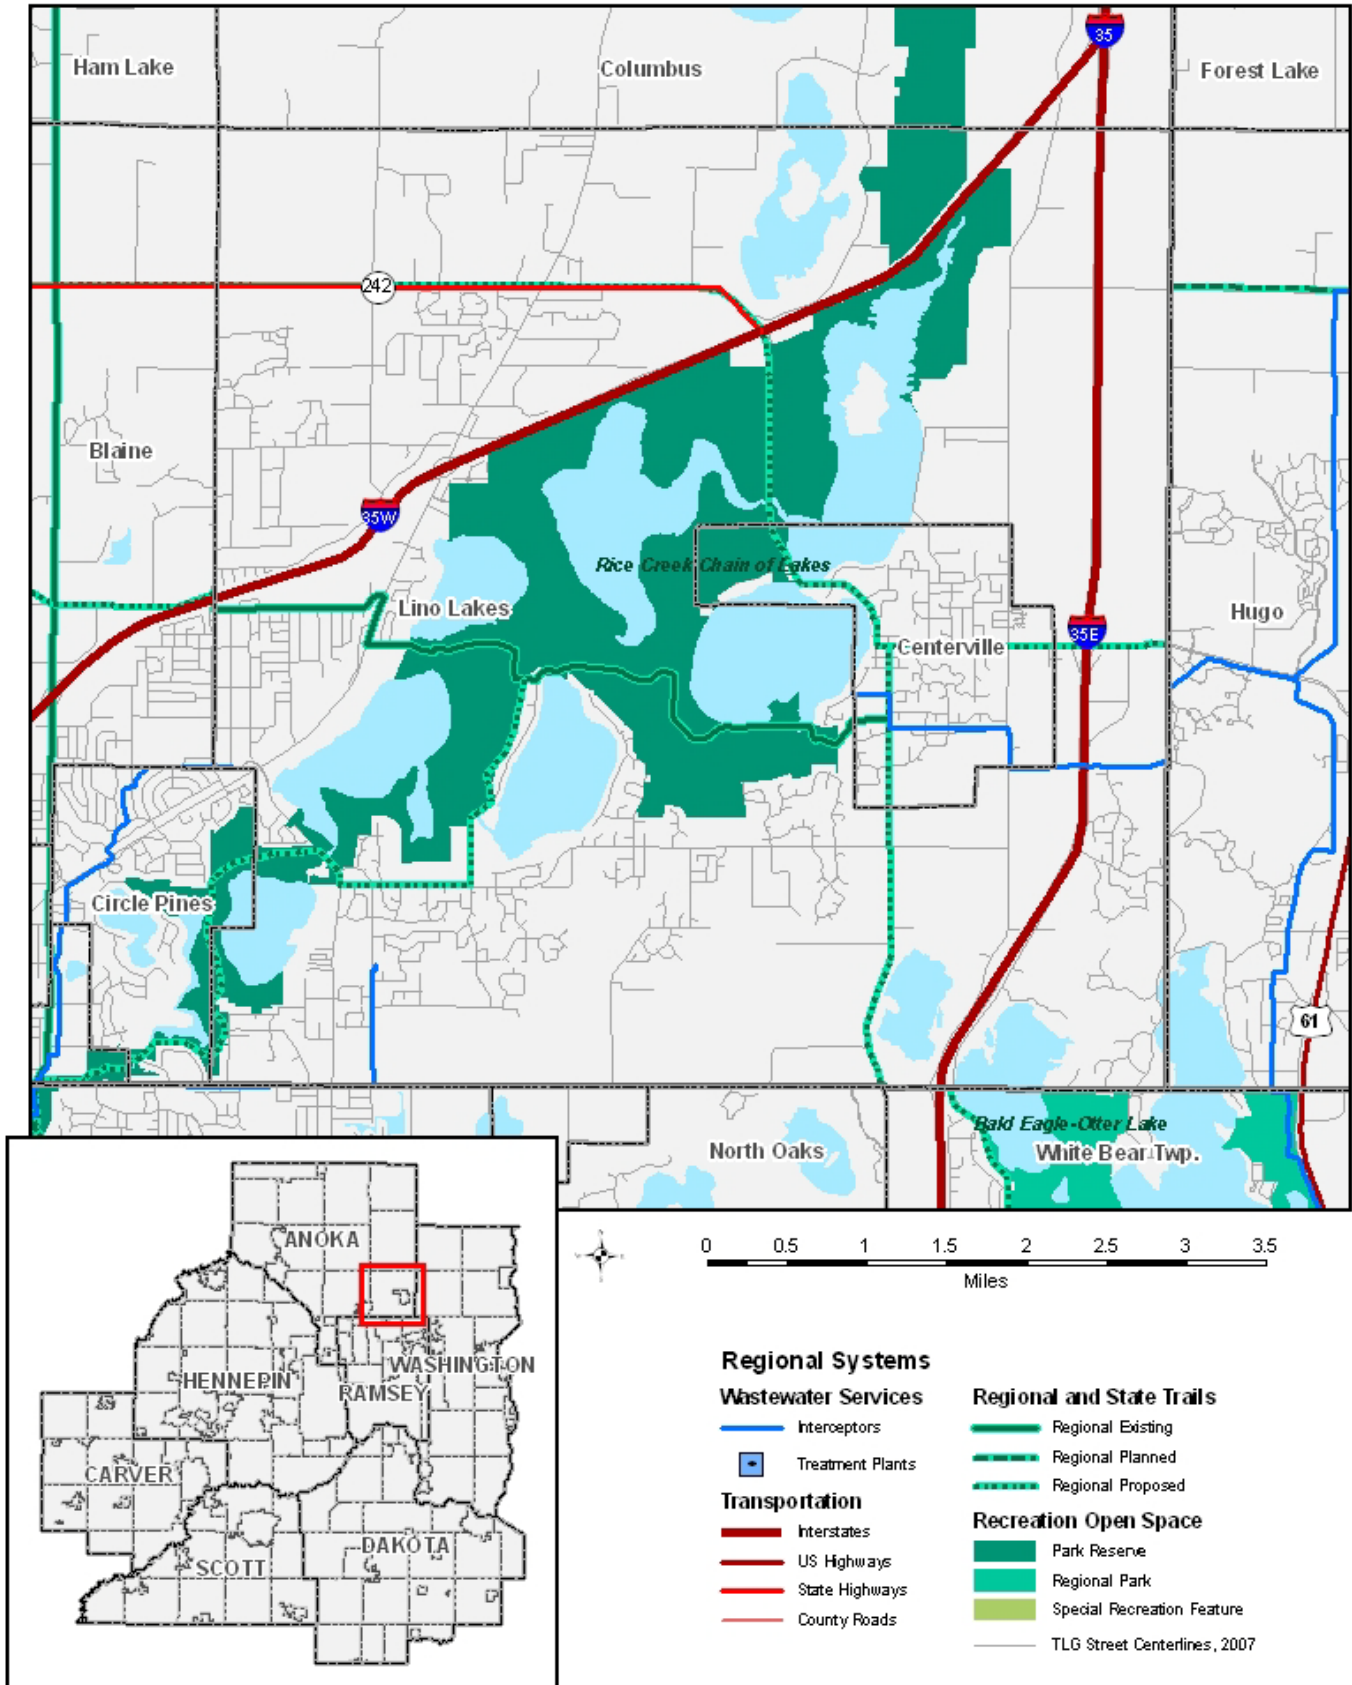 35
Ham Lake
Columbus
Forest Lake
242
Blaine
35W
Rice Creek Chain of Lakes
Lino Lakes
Hugo
35E
Centerville
Circle Pines
61
Bald Eagle-Otter Lake
North Oaks
White Bear Twp.
ANOKA
HENNEPIN
WASHINGTON
RAMSEY
CARVER
SCOTT
DAKOTA
0 0.5 1 1.5 2 2.5 3 3.5
Miles
Regional Systems
Wastewater Services
Interceptors
Treatment Plants
Transportation
Interstates
US Highways
State Highways
County Roads
Regional and State Trails
Regional Existing
Regional Planned
Regional Proposed
Recreation Open Space
Park Reserve
Regional Park
Special Recreation Feature
TLG Street Centerlines, 2007